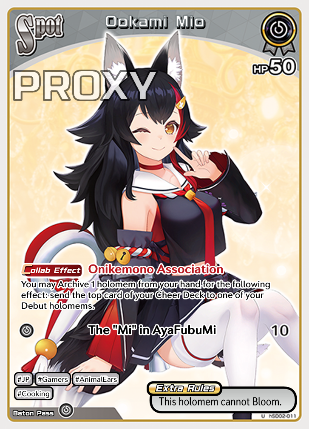 Spot
Ookami Mio
HP50
PROXY
Collab Effect
Onikemono Association
You may Archive 1 holomem from your hand for the following
effect: send the top card of your Cheer Deck to one of your
Debut holomems.
The "Mi" in AyaFubuMi 10
#JP #Gamers #AnimalEars
#Cooking
Extra Rules
This holomem cannot Bloom.
Baton Pass
U hSD02-011